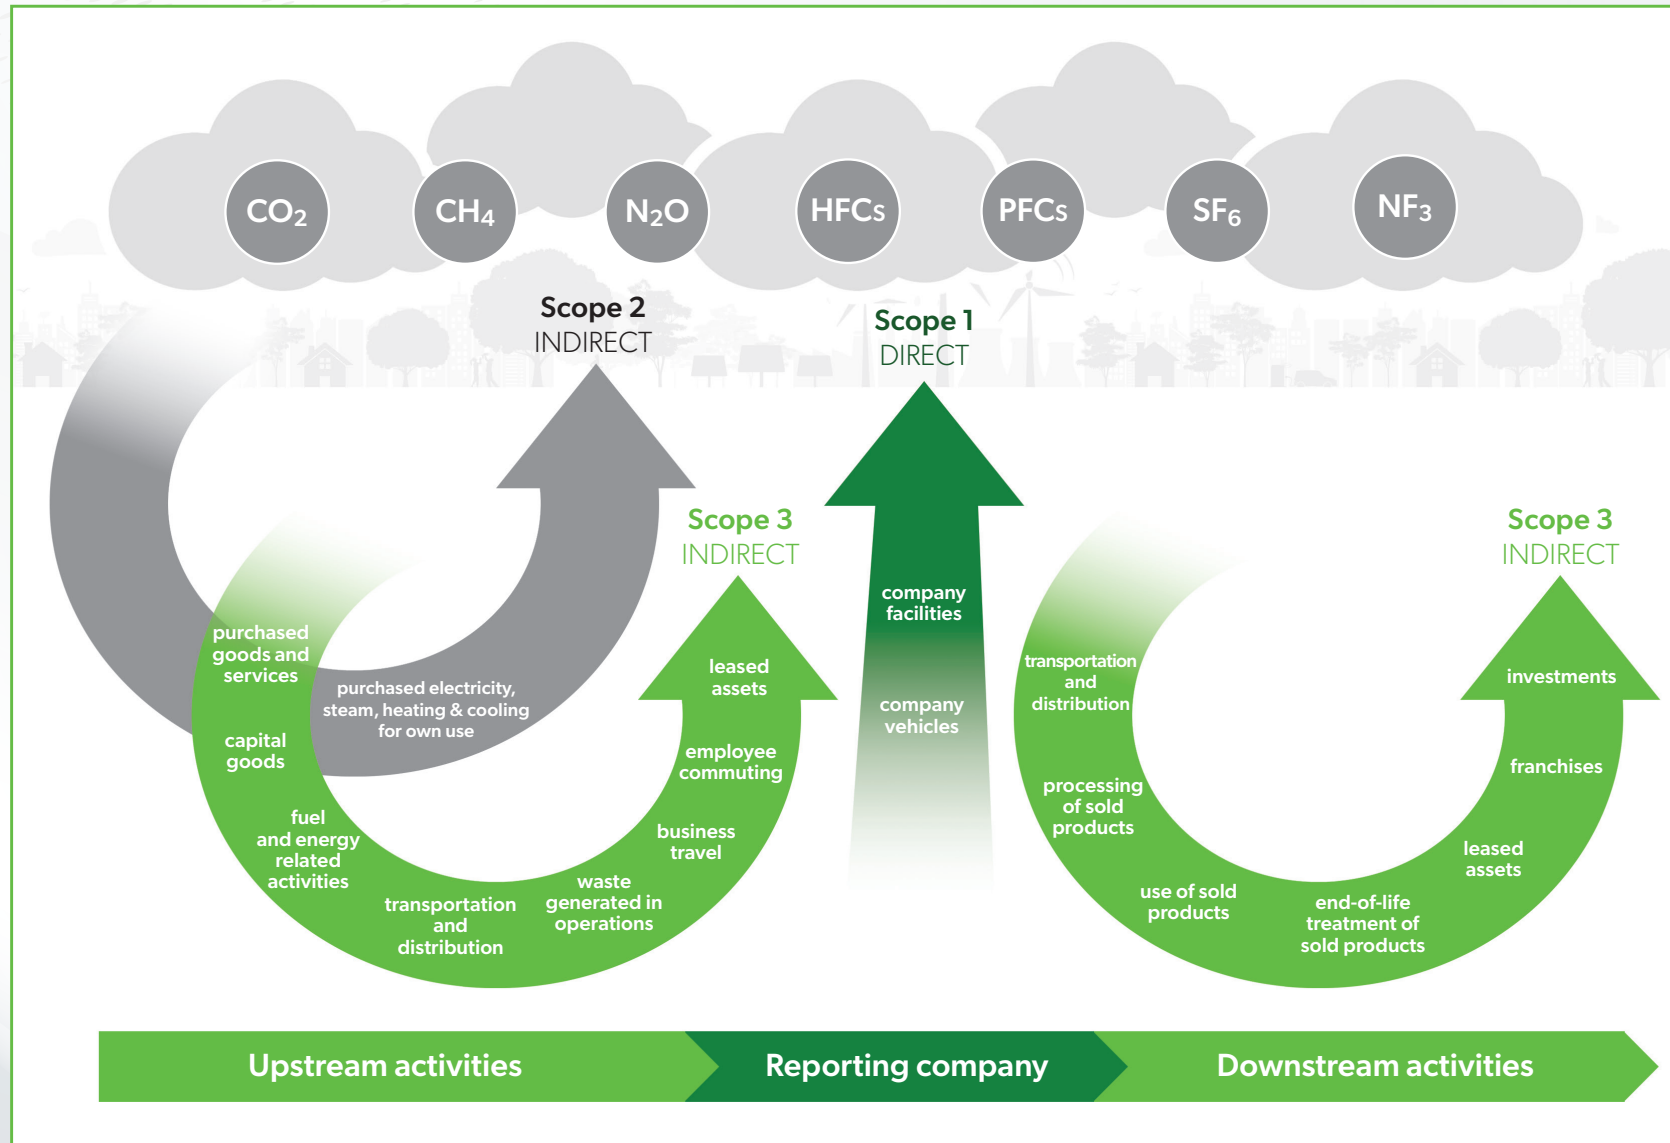 CO₂
CH₄
N₂O
HFCs
PFCs
SF₆
NF₃
Scope 2
INDIRECT
Scope 1
DIRECT
Scope 3
INDIRECT
Scope 3
INDIRECT
purchased
goods and
services
capital
goods
fuel
and energy
related
activities
transportation
and
distribution
waste
generated in
operations
business
travel
employee
commuting
leased
assets
purchased electricity,
steam, heating & cooling
for own use
company
facilities
company
vehicles
transportation
and
distribution
processing
of sold
products
use of sold
products
end-of-life
treatment of
sold products
leased
assets
franchises
investments
Upstream activities
Reporting company
Downstream activities